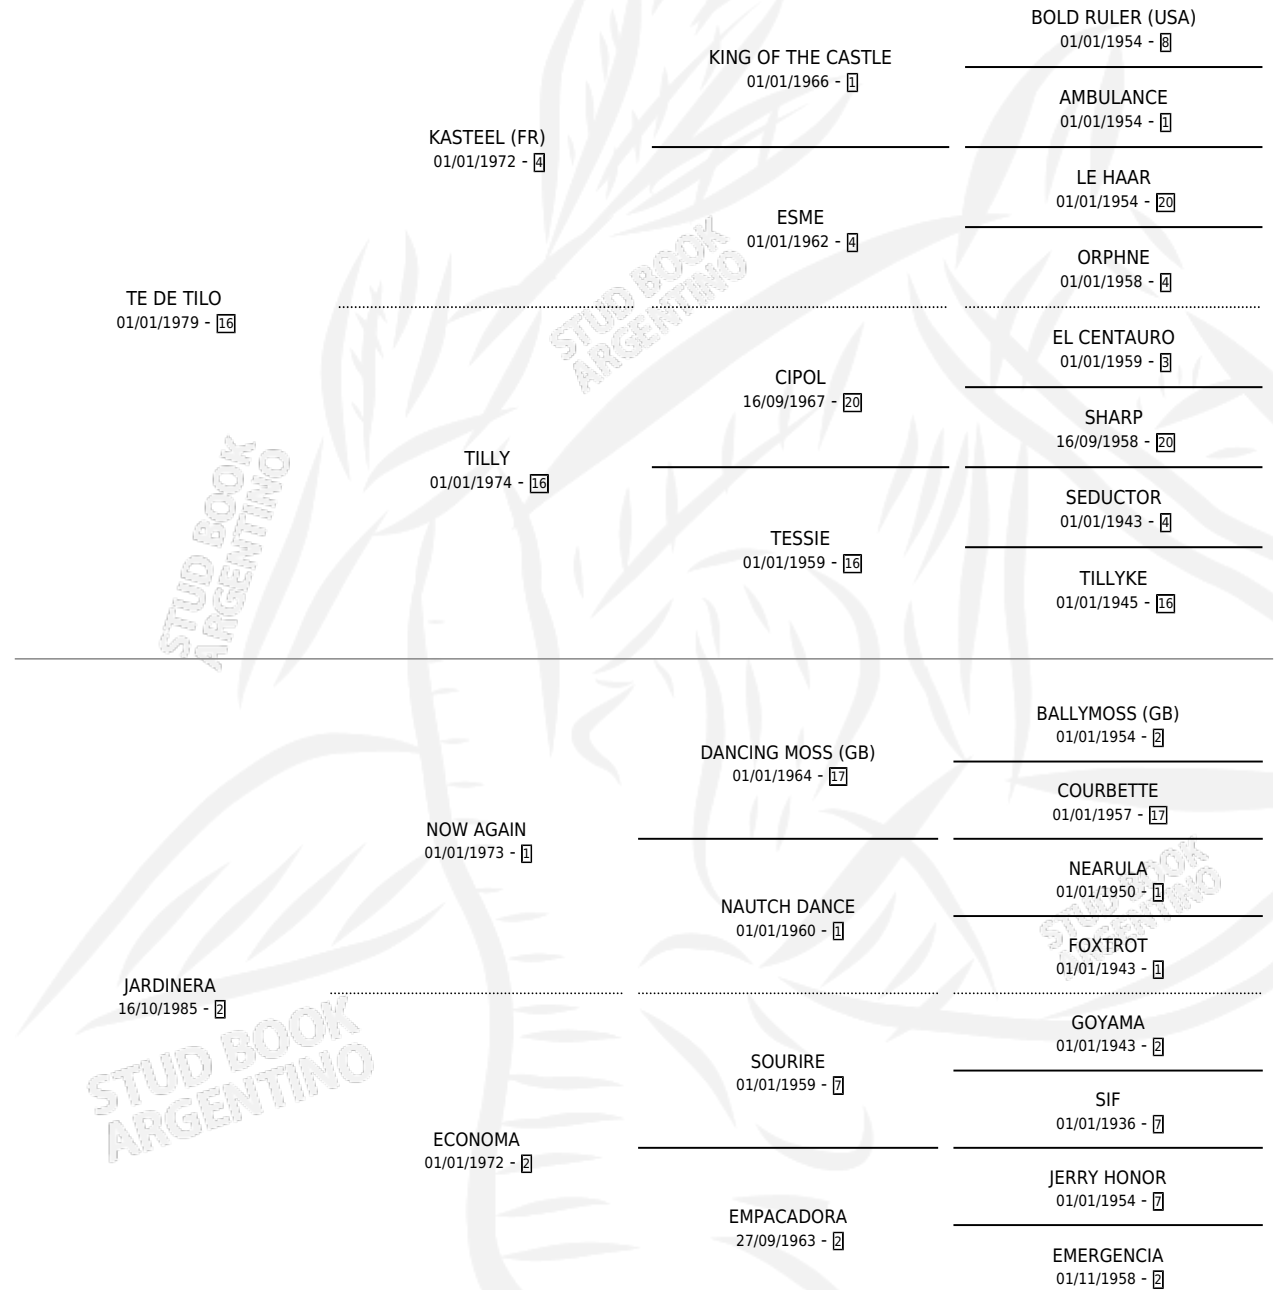 BOLD RULER (USA)
01/01/1954 - 8
KING OF THE CASTLE
01/01/1966 - 1
AMBULANCE
01/01/1954 - 1
KASTEEL (FR)
01/01/1972 - 4
LE HAAR
01/01/1954 - 20
ESME
01/01/1962 - 4
ORPHNE
01/01/1958 - 4
TE DE TILO
01/01/1979 - 16
EL CENTAURO
01/01/1959 - 3
CIPOL
16/09/1967 - 20
SHARP
16/09/1958 - 20
TILLY
01/01/1974 - 16
SEDUCTOR
01/01/1943 - 4
TESSIE
01/01/1959 - 16
TILLYKE
01/01/1945 - 16
BALLYMOSS (GB)
01/01/1954 - 2
DANCING MOSS (GB)
01/01/1964 - 17
COURBETTE
01/01/1957 - 17
NOW AGAIN
01/01/1973 - 1
NEARULA
01/01/1950 - 1
NAUTCH DANCE
01/01/1960 - 1
FOXTROT
01/01/1943 - 1
JARDINERA
16/10/1985 - 2
GOYAMA
01/01/1943 - 2
SOURIRE
01/01/1959 - 7
SIF
01/01/1936 - 7
ECONOMA
01/01/1972 - 2
JERRY HONOR
01/01/1954 - 7
EMPACADORA
27/09/1963 - 2
EMERGENCIA
01/11/1958 - 2
STUD BOOK
ARGENTINO
STUD BOOK
ARGENTINO
STUD BOOK
ARGENTINO
STUD BOOK
ARGENTINO